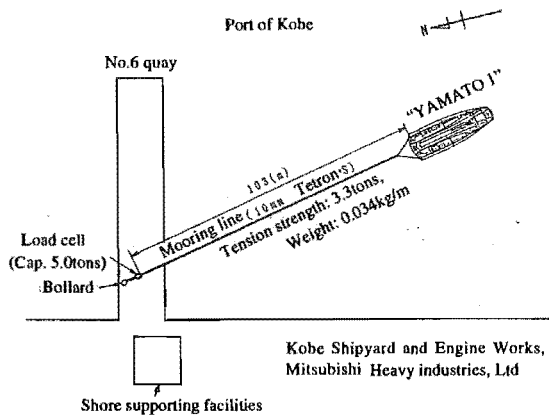 Port of Kobe
N
No.6 quay
"YAMATO 1"
103(m)
Mooring line (10mm Tetron·S)
Tension strength: 3.3tons,
Weight: 0.034kg/m
Load cell
(Cap. 5.0tons)
Bollard
Kobe Shipyard and Engine Works,
Mitsubishi Heavy industries, Ltd
Shore supporting facilities